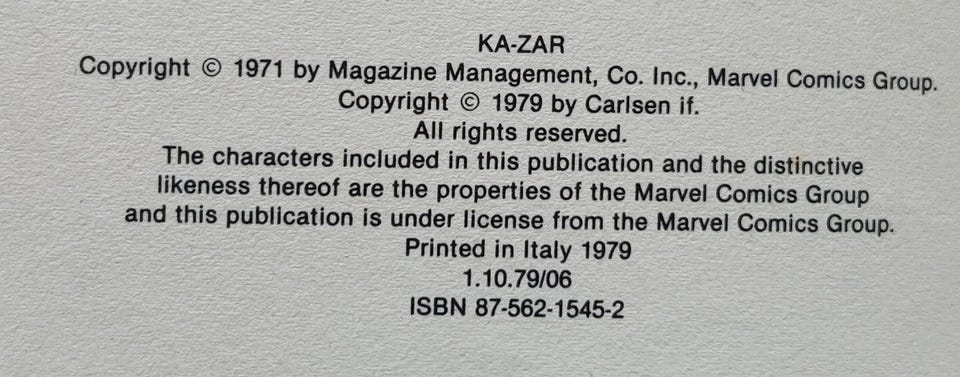 KA-ZAR
Copyright © 1971 by Magazine Management, Co. Inc., Marvel Comics Group.
Copyright © 1979 by Carlsen if.
All rights reserved.
The characters included in this publication and the distinctive
likeness thereof are the properties of the Marvel Comics Group
and this publication is under license from the Marvel Comics Group.
Printed in Italy 1979
1.10.79/06
ISBN 87-562-1545-2